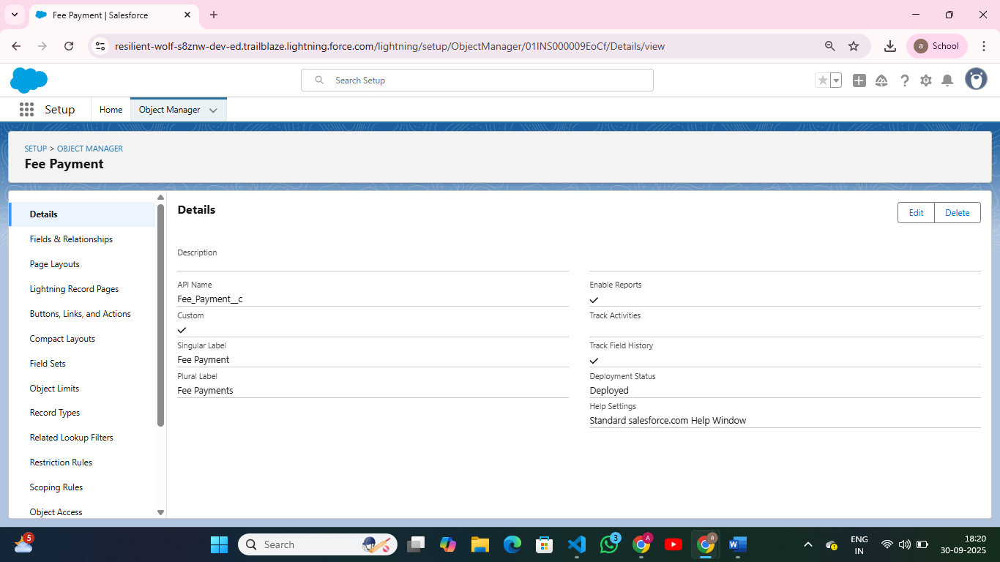 Fee Payment | Salesforce
resilient-wolf-s8znw-dev-ed.trailblaze.lightning.force.com/lightning/setup/ObjectManager/01INS000009EoCf/Details/view
a School
Search Setup
Setup Home Object Manager
SETUP > OBJECT MANAGER
Fee Payment
Details
Fields & Relationships
Page Layouts
Lightning Record Pages
Buttons, Links, and Actions
Compact Layouts
Field Sets
Object Limits
Record Types
Related Lookup Filters
Restriction Rules
Scoping Rules
Object Access
Details
Edit Delete
Description
API Name
Fee_Payment__c
Custom
Singular Label
Fee Payment
Plural Label
Fee Payments
Enable Reports
Track Activities
Track Field History
Deployment Status
Deployed
Help Settings
Standard salesforce.com Help Window
5
Search
3
A
a
ENG
IN
18:20
30-09-2025